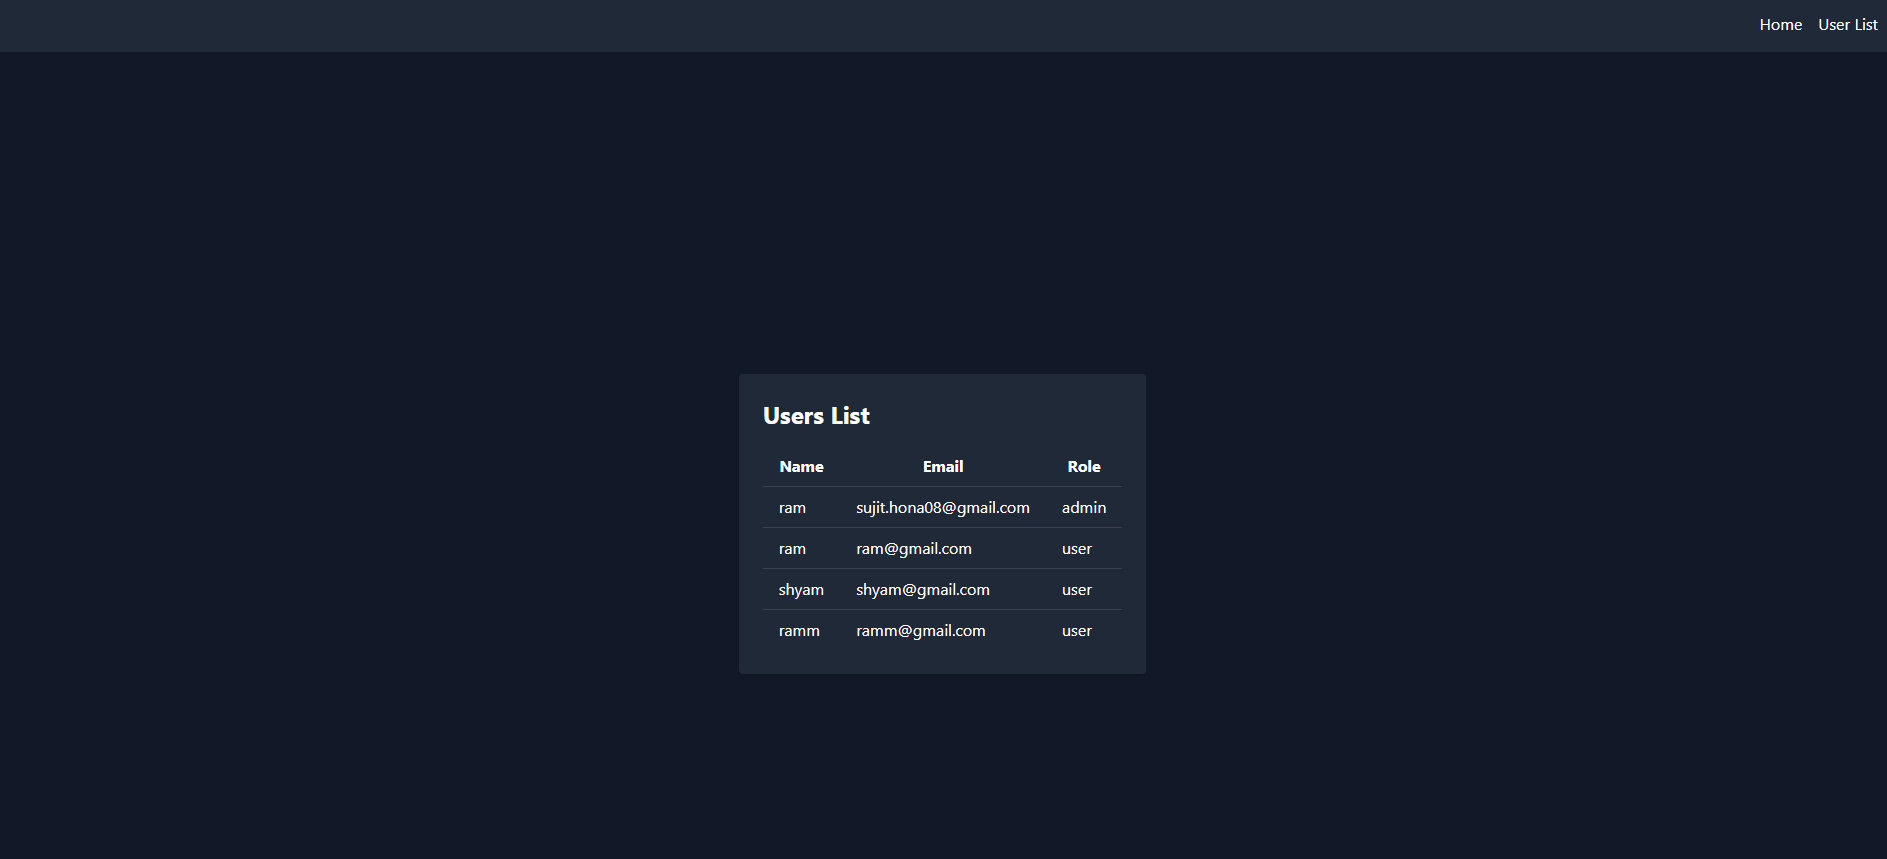 Home User List
Users List
Name Email Role
ram sujit.hona08@gmail.com admin
ram ram@gmail.com user
shyam shyam@gmail.com user
ramm ramm@gmail.com user